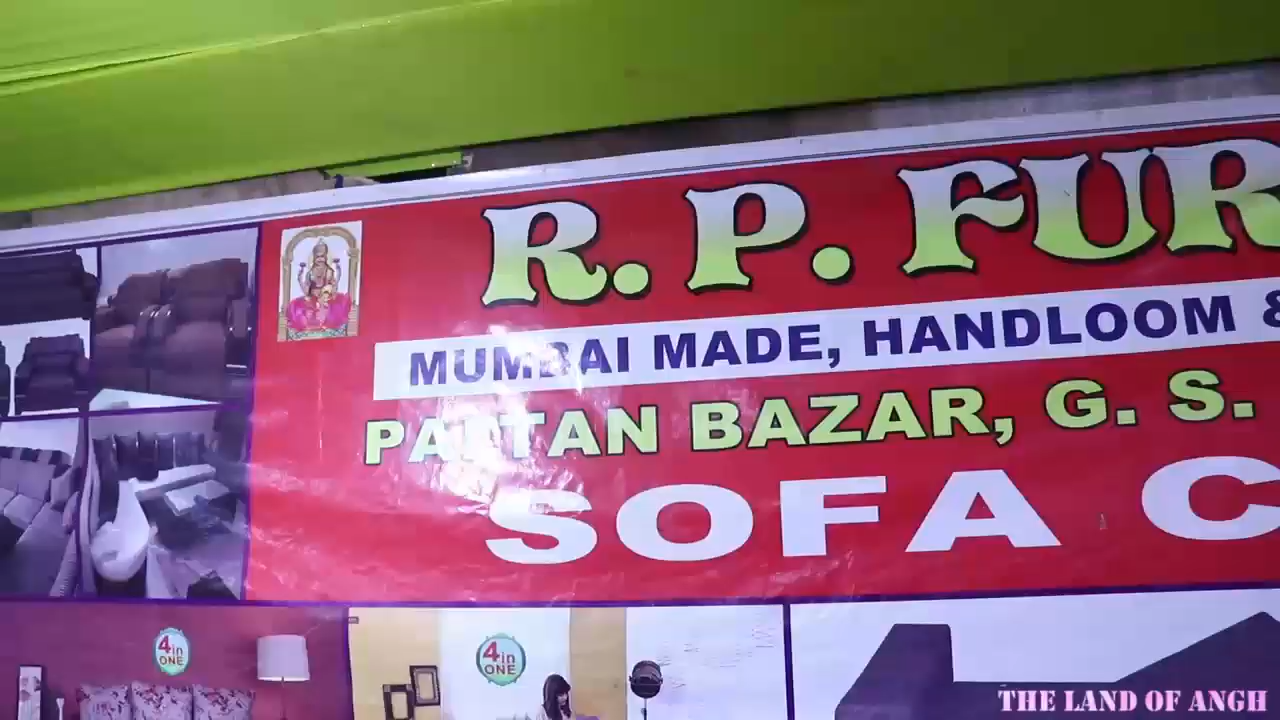 R. P. FUR
MUMBAI MADE, HANDLOOM &
PALTAN BAZAR, G. S.
SOFA C
4 in ONE
4 in ONE
THE LAND OF ANGH